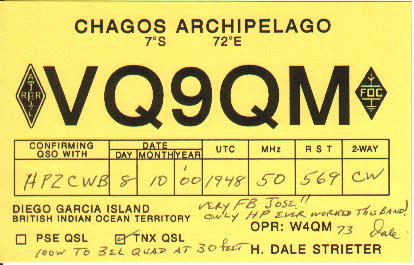 CHAGOS ARCHIPELAGO
7°S 72°E
ARRL VQ9QM FOC
CONFIRMING QSO WITH DATE DAY MONTH YEAR UTC MHz R S T 2-WAY
HP2CWB 8 10 '00 1948 50 569 CW
DIEGO GARCIA ISLAND VERY FB JOSE!!
BRITISH INDIAN OCEAN TERRITORY ONLY HP EVER WORKED THIS BAND!
OPR: W4QM 73 Dale
☐ PSE QSL ☑ TNX QSL
100W TO 3EL QUAD AT 30 feet H. DALE STRIETER